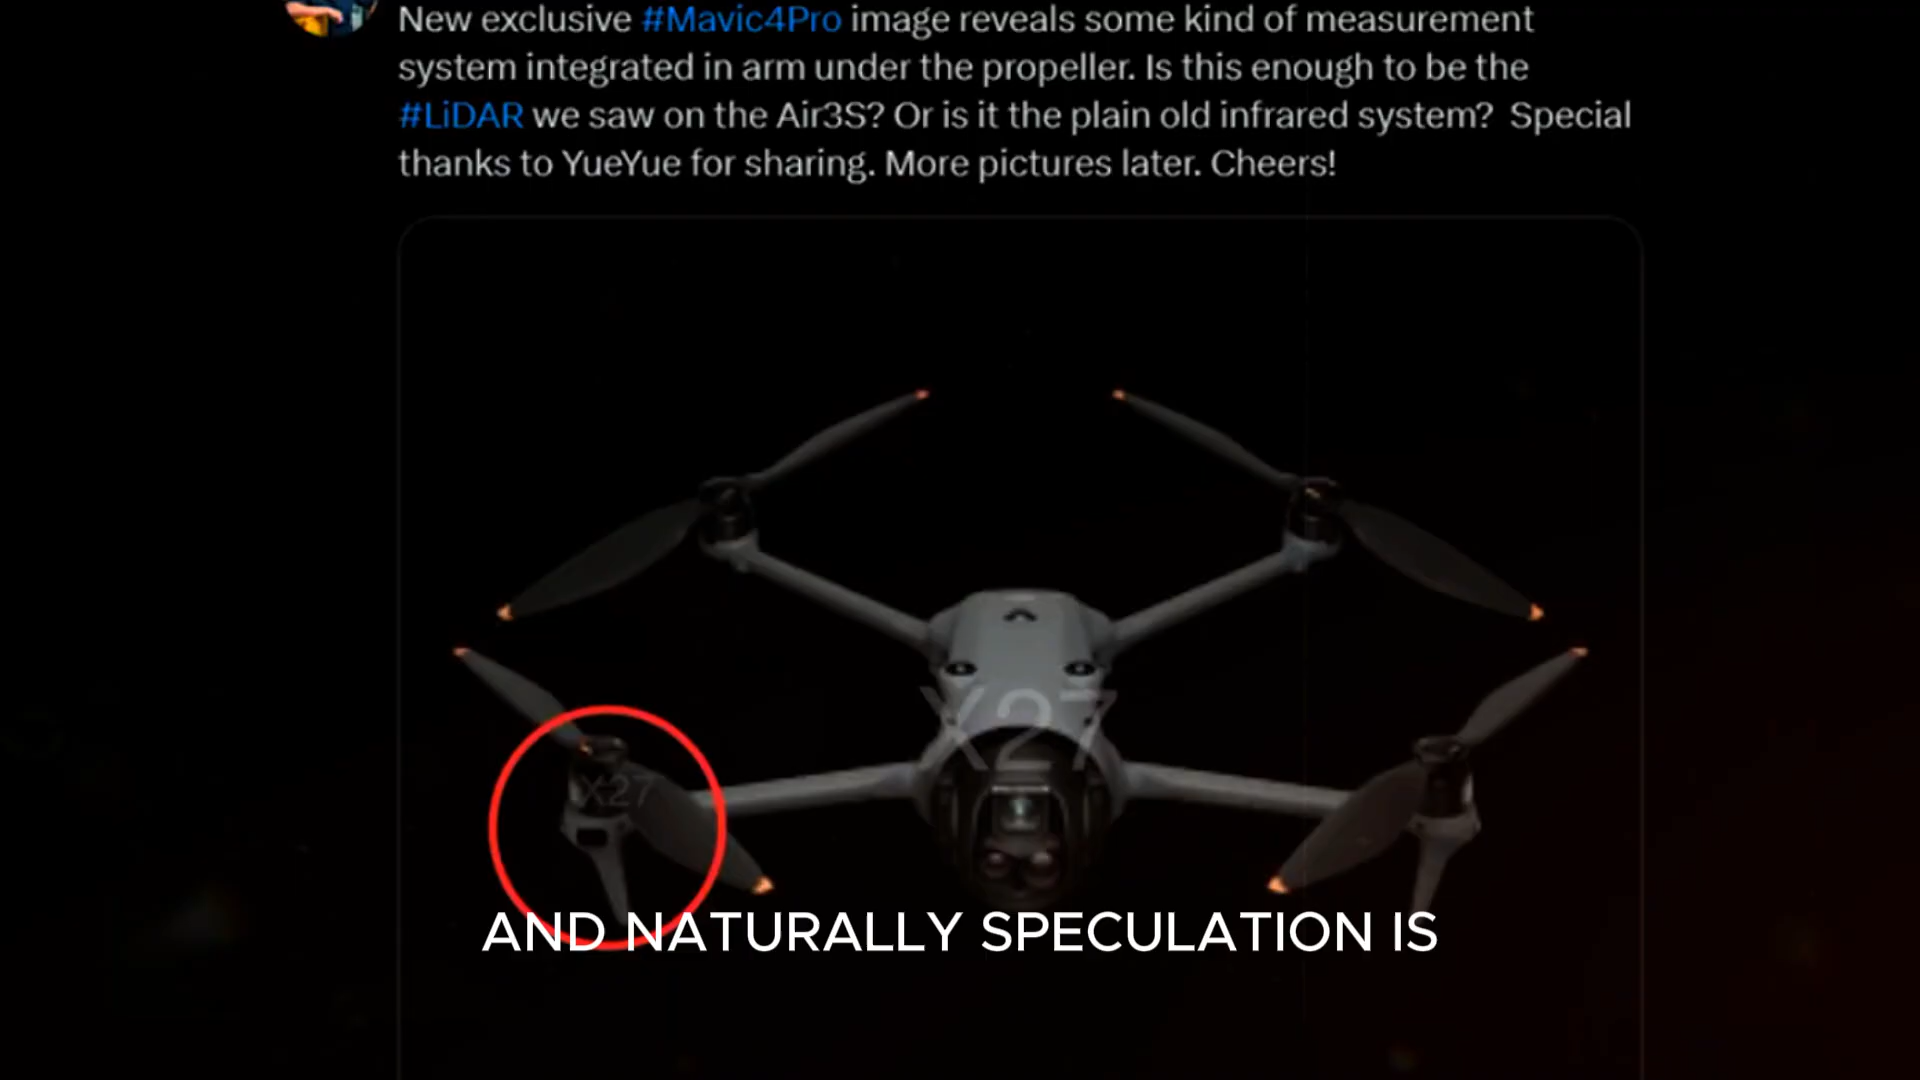 New exclusive #Mavic4Pro image reveals some kind of measurement
system integrated in arm under the propeller. Is this enough to be the
#LiDAR we saw on the Air3S? Or is it the plain old infrared system? Special
thanks to YueYue for sharing. More pictures later. Cheers!
X27
X27
AND NATURALLY SPECULATION IS